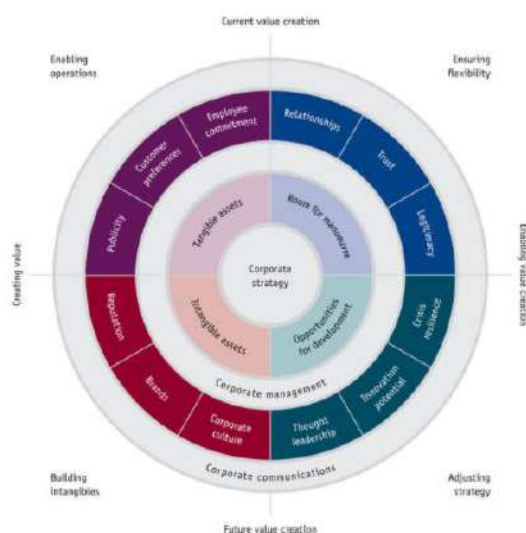 Current value creation
Enabling
operations
Ensuring
flexibility
Employee
commitment
Relationships
Customer
preferences
Trust
Publicity
Legitimacy
Tangible assets
Room for manoeuvre
Creating value
Corporate
strategy
Enabling value creation
Reputation
Crisis
resilience
Intangible assets
Opportunities
for development
Brands
Innovation
potential
Corporate management
Corporate
culture
Thought
leadership
Corporate communications
Building
intangibles
Adjusting
strategy
Future value creation